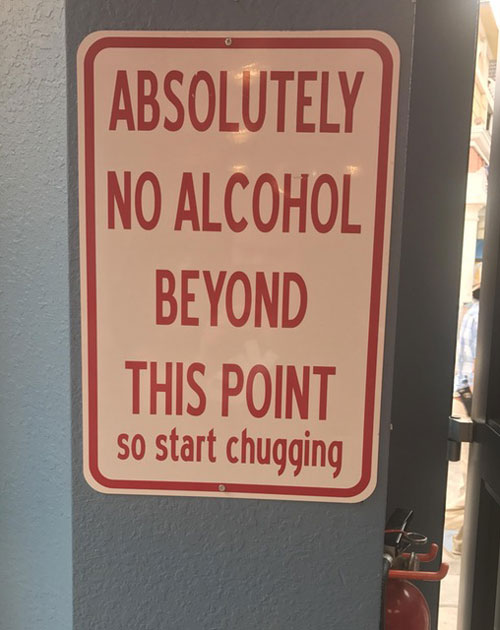 ABSOLUTELY
NO ALCOHOL
BEYOND
THIS POINT
so start chugging